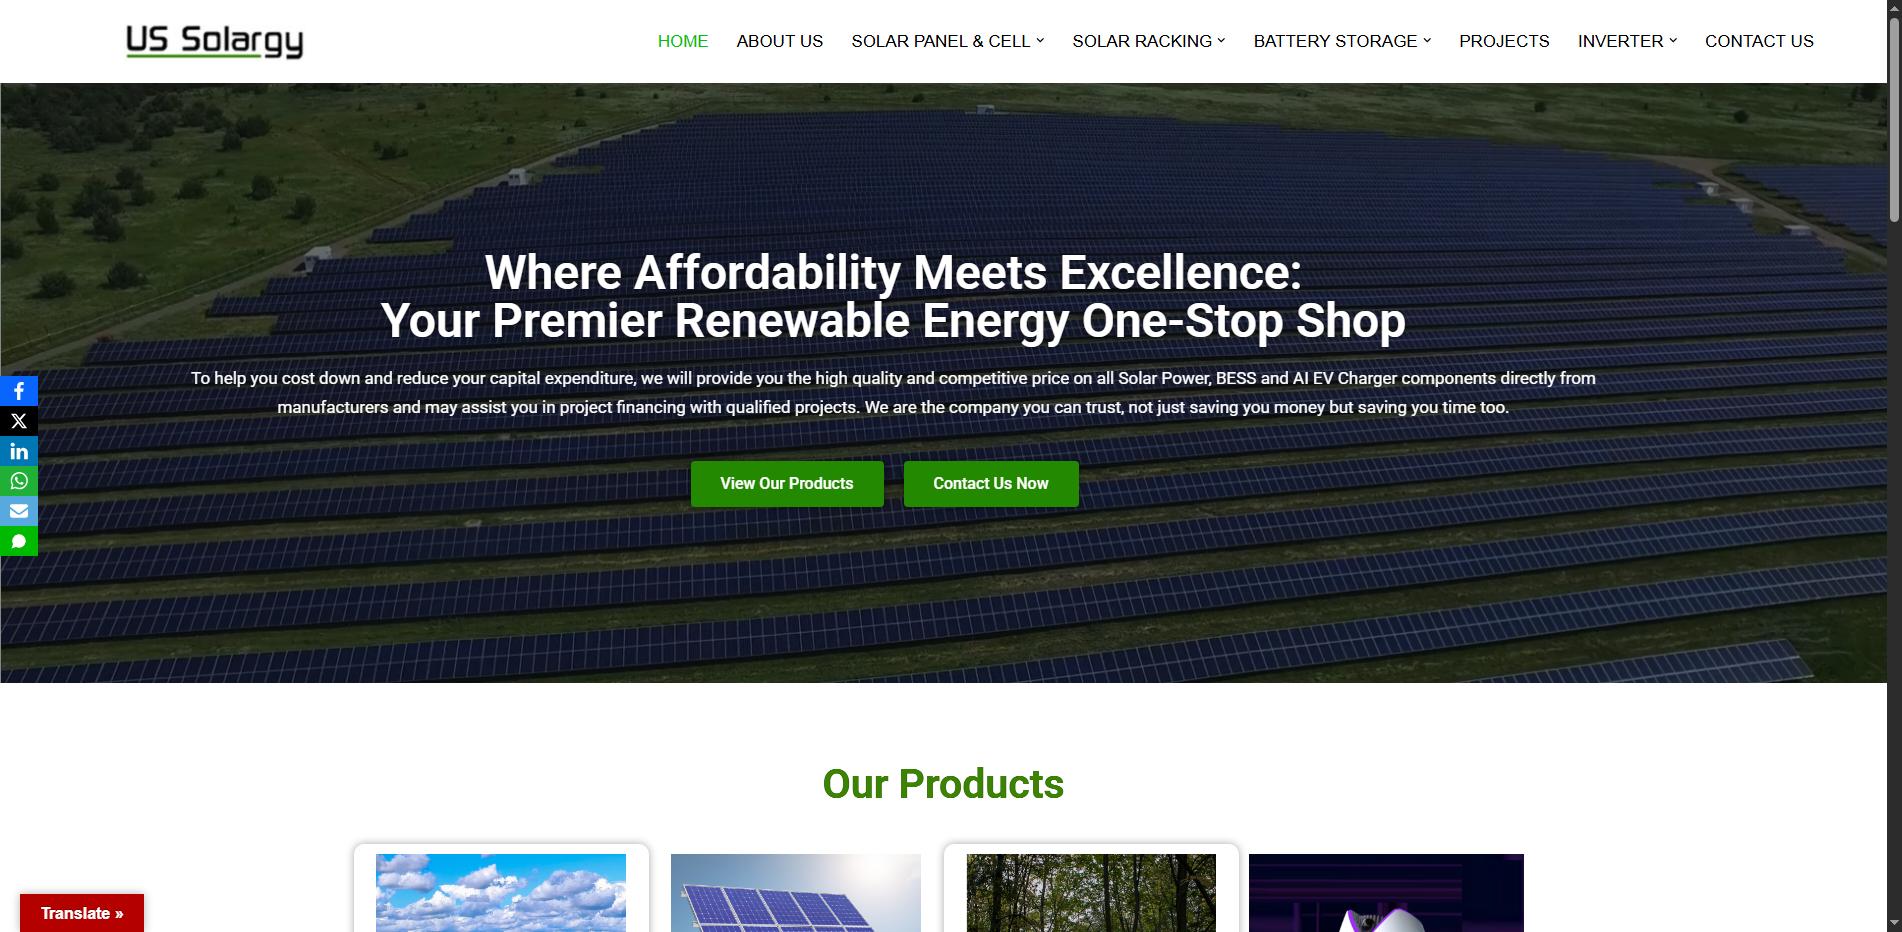 US Solargy
HOME
ABOUT US
SOLAR PANEL & CELL
SOLAR RACKING
BATTERY STORAGE
PROJECTS
INVERTER
CONTACT US
Where Affordability Meets Excellence:
Your Premier Renewable Energy One-Stop Shop
To help you cost down and reduce your capital expenditure, we will provide you the high quality and competitive price on all Solar Power, BESS and AI EV Charger components directly from
manufacturers and may assist you in project financing with qualified projects. We are the company you can trust, not just saving you money but saving you time too.
View Our Products
Contact Us Now
Our Products
Translate »